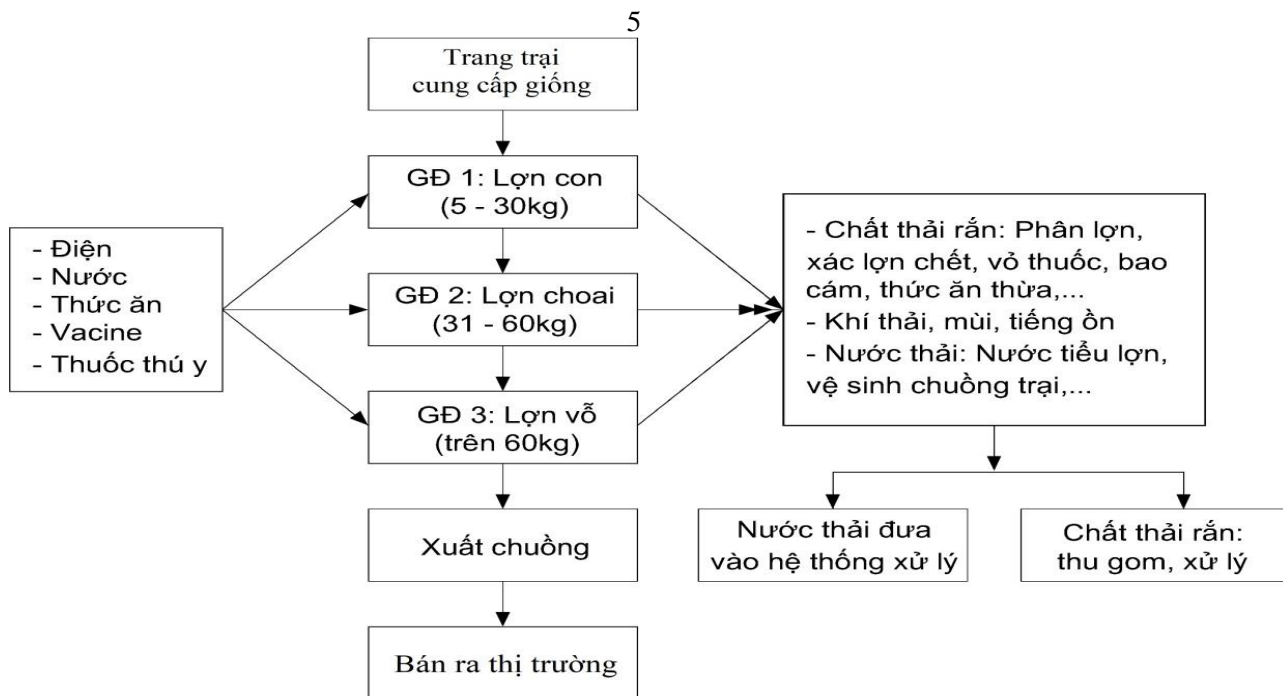 5
Trang trại
cung cấp giống
GĐ 1: Lợn con
(5 - 30kg)
- Điện
- Nước
- Thức ăn
- Vacine
- Thuốc thú y
GĐ 2: Lợn choai
(31 - 60kg)
GĐ 3: Lợn vỗ
(trên 60kg)
- Chất thải rắn: Phân lợn,
xác lợn chết, vỏ thuốc, bao
cám, thức ăn thừa,...
- Khí thải, mùi, tiếng ồn
- Nước thải: Nước tiểu lợn,
vệ sinh chuồng trại,...
Xuất chuồng
Nước thải đưa
vào hệ thống xử lý
Chất thải rắn:
thu gom, xử lý
Bán ra thị trường